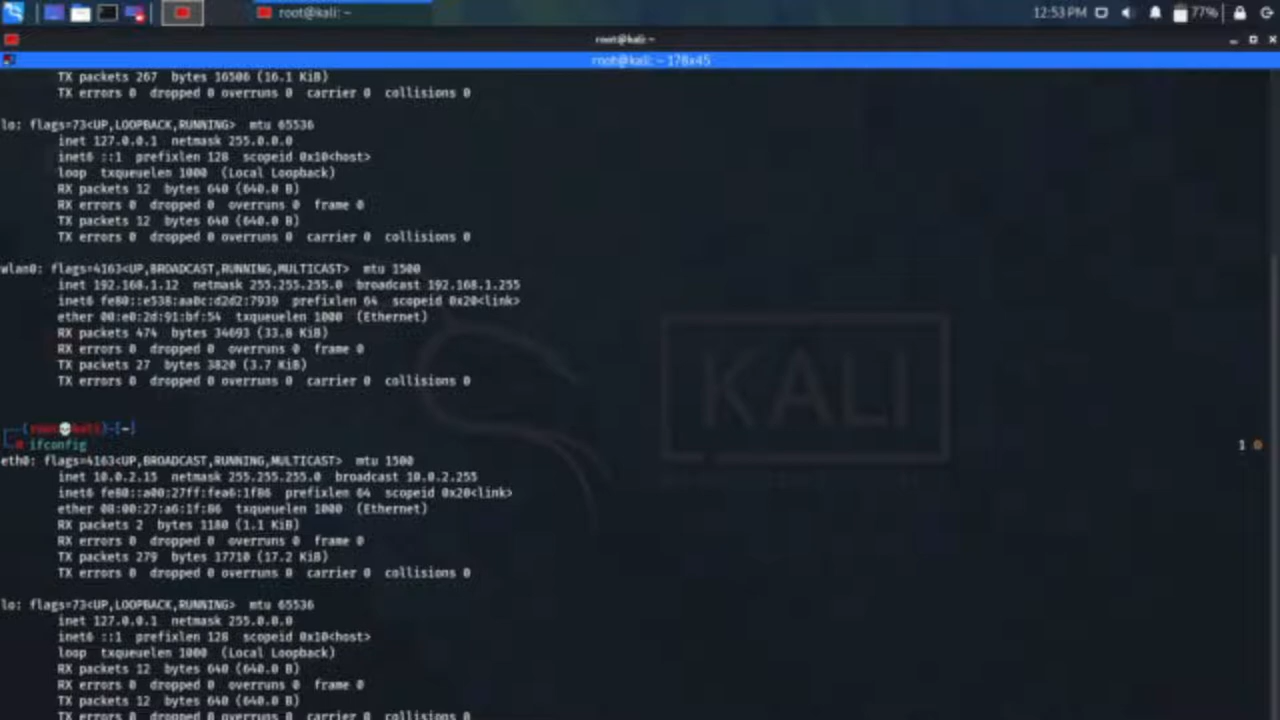 root@kali: ~
12:53 PM
77%
root@kali: ~
root@kali: ~ 178x45
TX packets 267 bytes 16506 (16.1 KiB)
TX errors 0 dropped 0 overruns 0 carrier 0 collisions 0
lo: flags=73<UP,LOOPBACK,RUNNING> mtu 65536
inet 127.0.0.1 netmask 255.0.0.0
inet6 ::1 prefixlen 128 scopeid 0x10<host>
loop txqueuelen 1000 (Local Loopback)
RX packets 12 bytes 640 (640.0 B)
RX errors 0 dropped 0 overruns 0 frame 0
TX packets 12 bytes 640 (640.0 B)
TX errors 0 dropped 0 overruns 0 carrier 0 collisions 0
wlan0: flags=4163<UP,BROADCAST,RUNNING,MULTICAST> mtu 1500
inet 192.168.1.12 netmask 255.255.255.0 broadcast 192.168.1.255
inet6 fe80::e538:aa0c:d2d2:7939 prefixlen 64 scopeid 0x20<link>
ether 00:e0:2d:91:bf:54 txqueuelen 1000 (Ethernet)
RX packets 474 bytes 34693 (33.8 KiB)
RX errors 0 dropped 0 overruns 0 frame 0
TX packets 27 bytes 3820 (3.7 KiB)
TX errors 0 dropped 0 overruns 0 carrier 0 collisions 0
KALI
(root💀kali)-[~]
# ifconfig
1
eth0: flags=4163<UP,BROADCAST,RUNNING,MULTICAST> mtu 1500
inet 10.0.2.15 netmask 255.255.255.0 broadcast 10.0.2.255
inet6 fe80::a00:27ff:fea6:1f86 prefixlen 64 scopeid 0x20<link>
ether 08:00:27:a6:1f:86 txqueuelen 1000 (Ethernet)
RX packets 2 bytes 1180 (1.1 KiB)
RX errors 0 dropped 0 overruns 0 frame 0
TX packets 279 bytes 17710 (17.2 KiB)
TX errors 0 dropped 0 overruns 0 carrier 0 collisions 0
lo: flags=73<UP,LOOPBACK,RUNNING> mtu 65536
inet 127.0.0.1 netmask 255.0.0.0
inet6 ::1 prefixlen 128 scopeid 0x10<host>
loop txqueuelen 1000 (Local Loopback)
RX packets 12 bytes 640 (640.0 B)
RX errors 0 dropped 0 overruns 0 frame 0
TX packets 12 bytes 640 (640.0 B)
TX errors 0 dropped 0 overruns 0 carrier 0 collisions 0